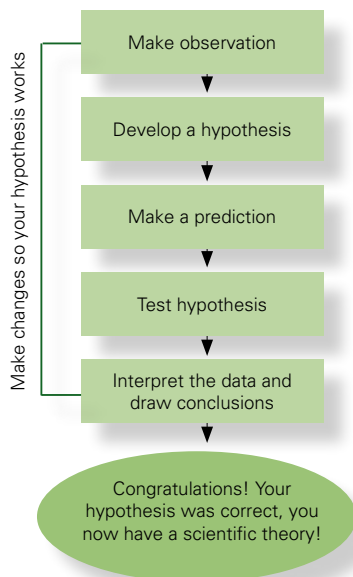 Make observation
Make changes so your hypothesis works
Develop a hypothesis
Make a prediction
Test hypothesis
Interpret the data and
draw conclusions
Congratulations! Your
hypothesis was correct, you
now have a scientific theory!